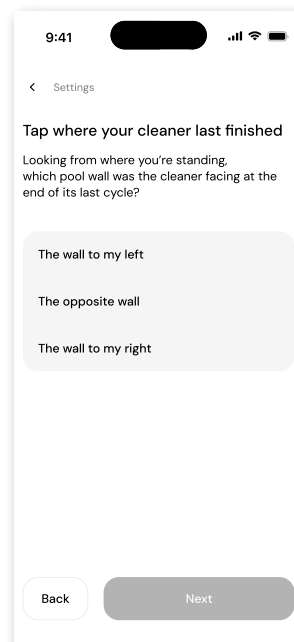 9:41
Settings
Tap where your cleaner last finished
Looking from where you’re standing,
which pool wall was the cleaner facing at the
end of its last cycle?
The wall to my left
The opposite wall
The wall to my right
Back
Next